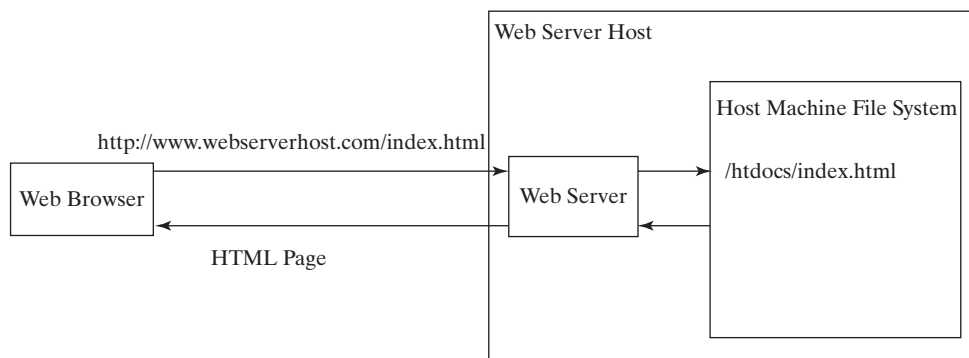 Web Server Host
Host Machine File System
http://www.webserverhost.com/index.html
/htdocs/index.html
Web Browser
Web Server
HTML Page